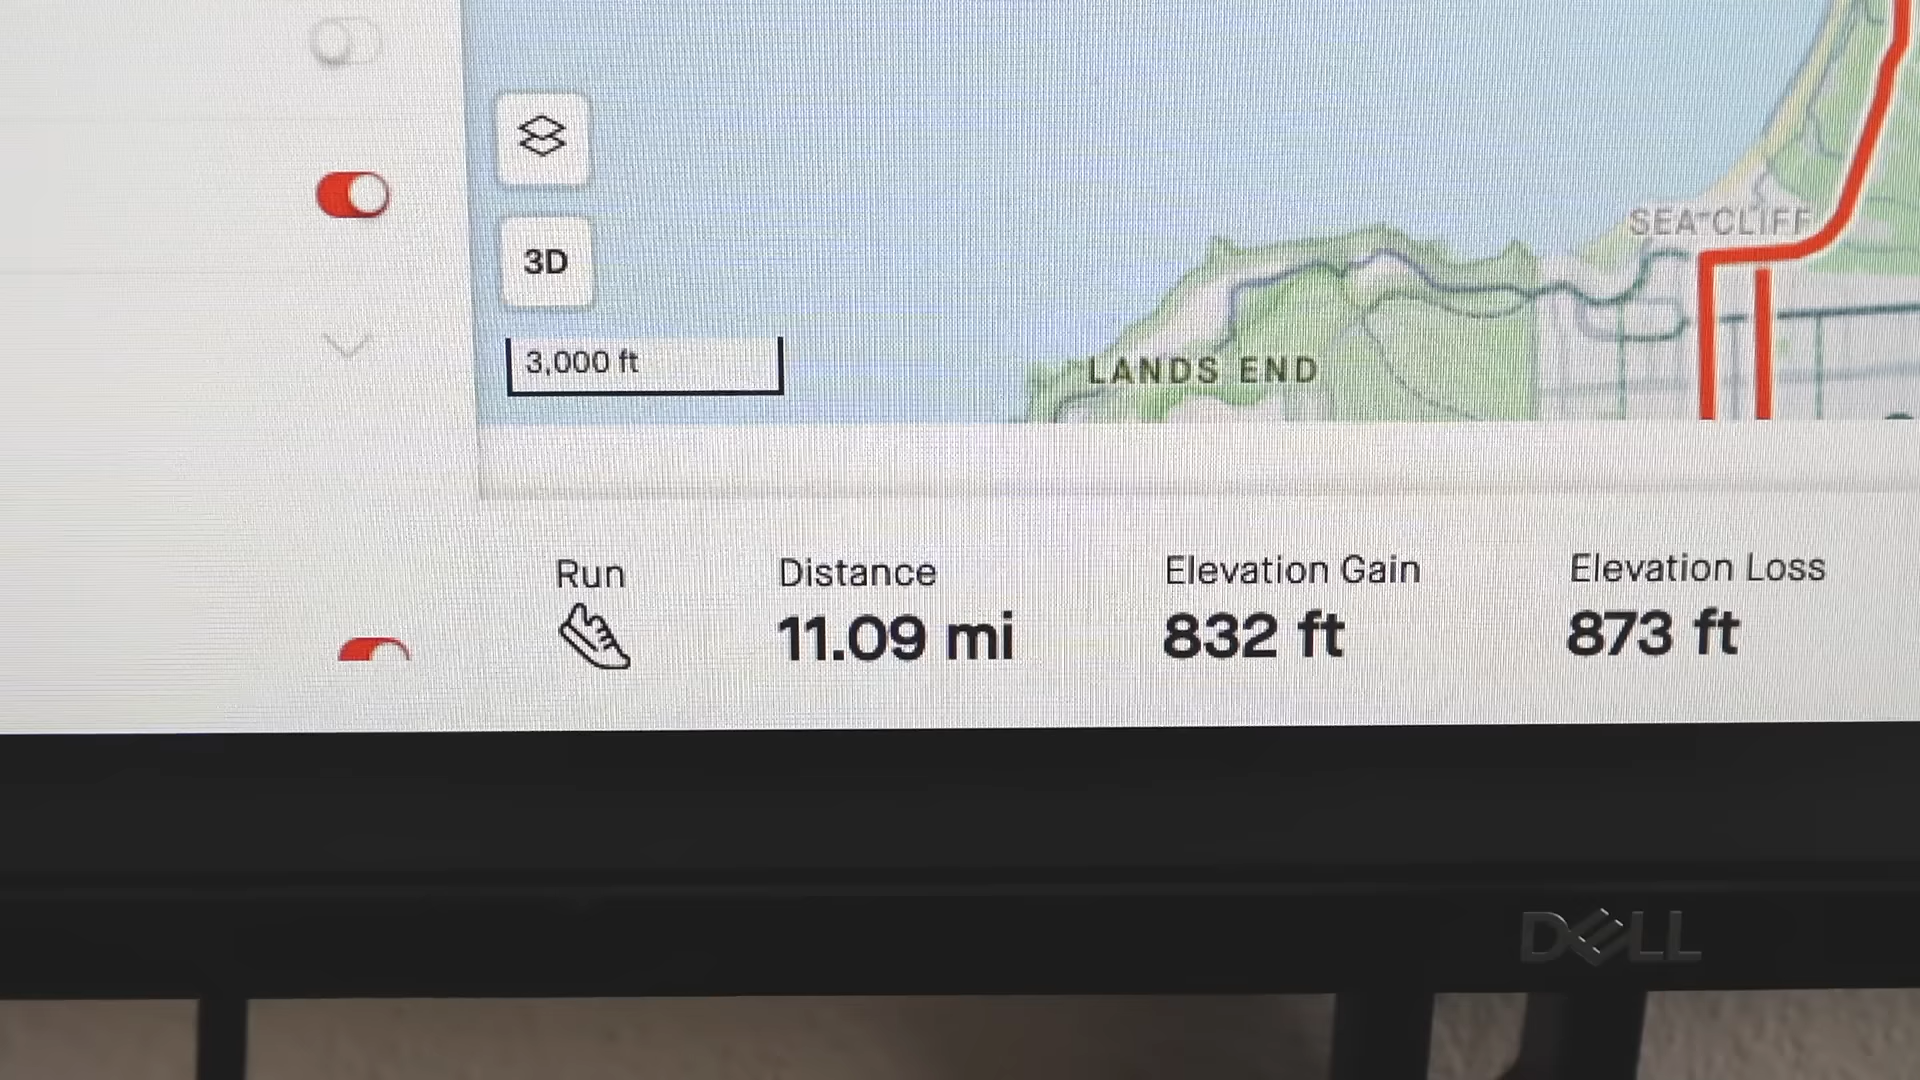 SEA CLIFF
3D
3,000 ft
LANDS END
Run
Distance
Elevation Gain
Elevation Loss
11.09 mi
832 ft
873 ft
DELL